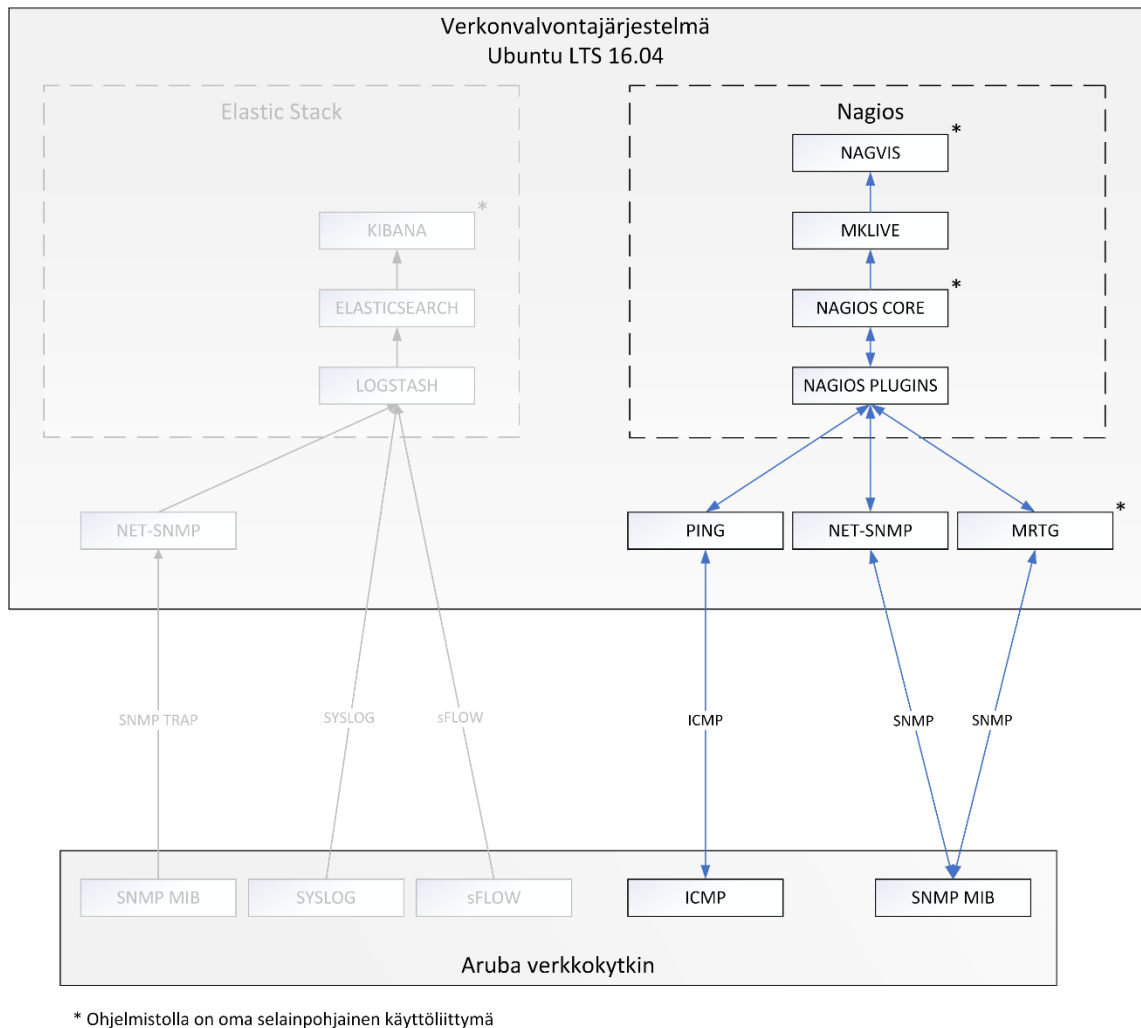 Verkonvalvontajärjestelmä
Ubuntu LTS 16.04
Elastic Stack
Nagios
*
NAGVIS
*
KIBANA
MKLIVE
*
ELASTICSEARCH
NAGIOS CORE
LOGSTASH
NAGIOS PLUGINS
*
NET-SNMP
PING
NET-SNMP
MRTG
SNMP TRAP
SYSLOG
sFLOW
ICMP
SNMP
SNMP
SNMP MIB
SYSLOG
sFLOW
ICMP
SNMP MIB
Aruba verkkokytkin
* Ohjelmistolla on oma selainpohjainen käyttöliittymä